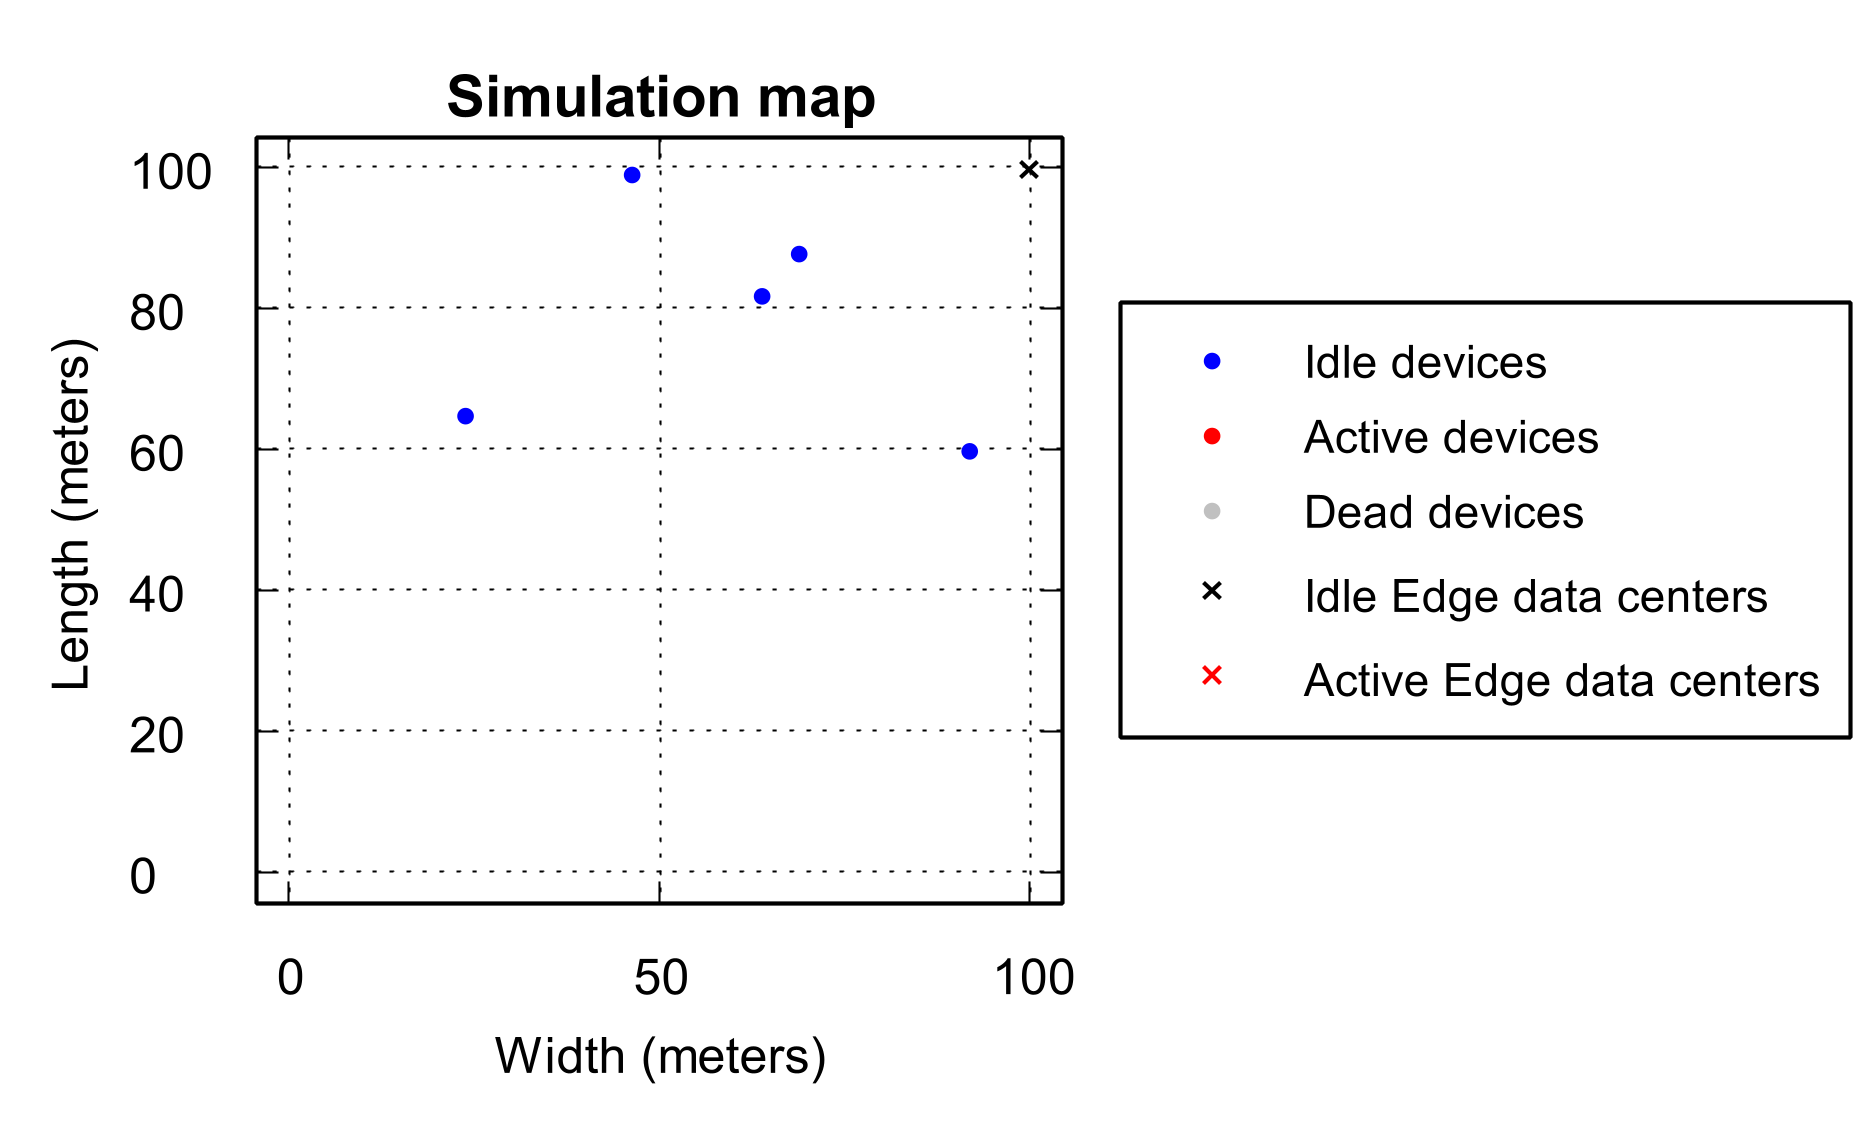 Simulation map
100
80
60
40
20
0
Length (meters)
0 50 100
Width (meters)
Idle devices
Active devices
Dead devices
Idle Edge data centers
Active Edge data centers